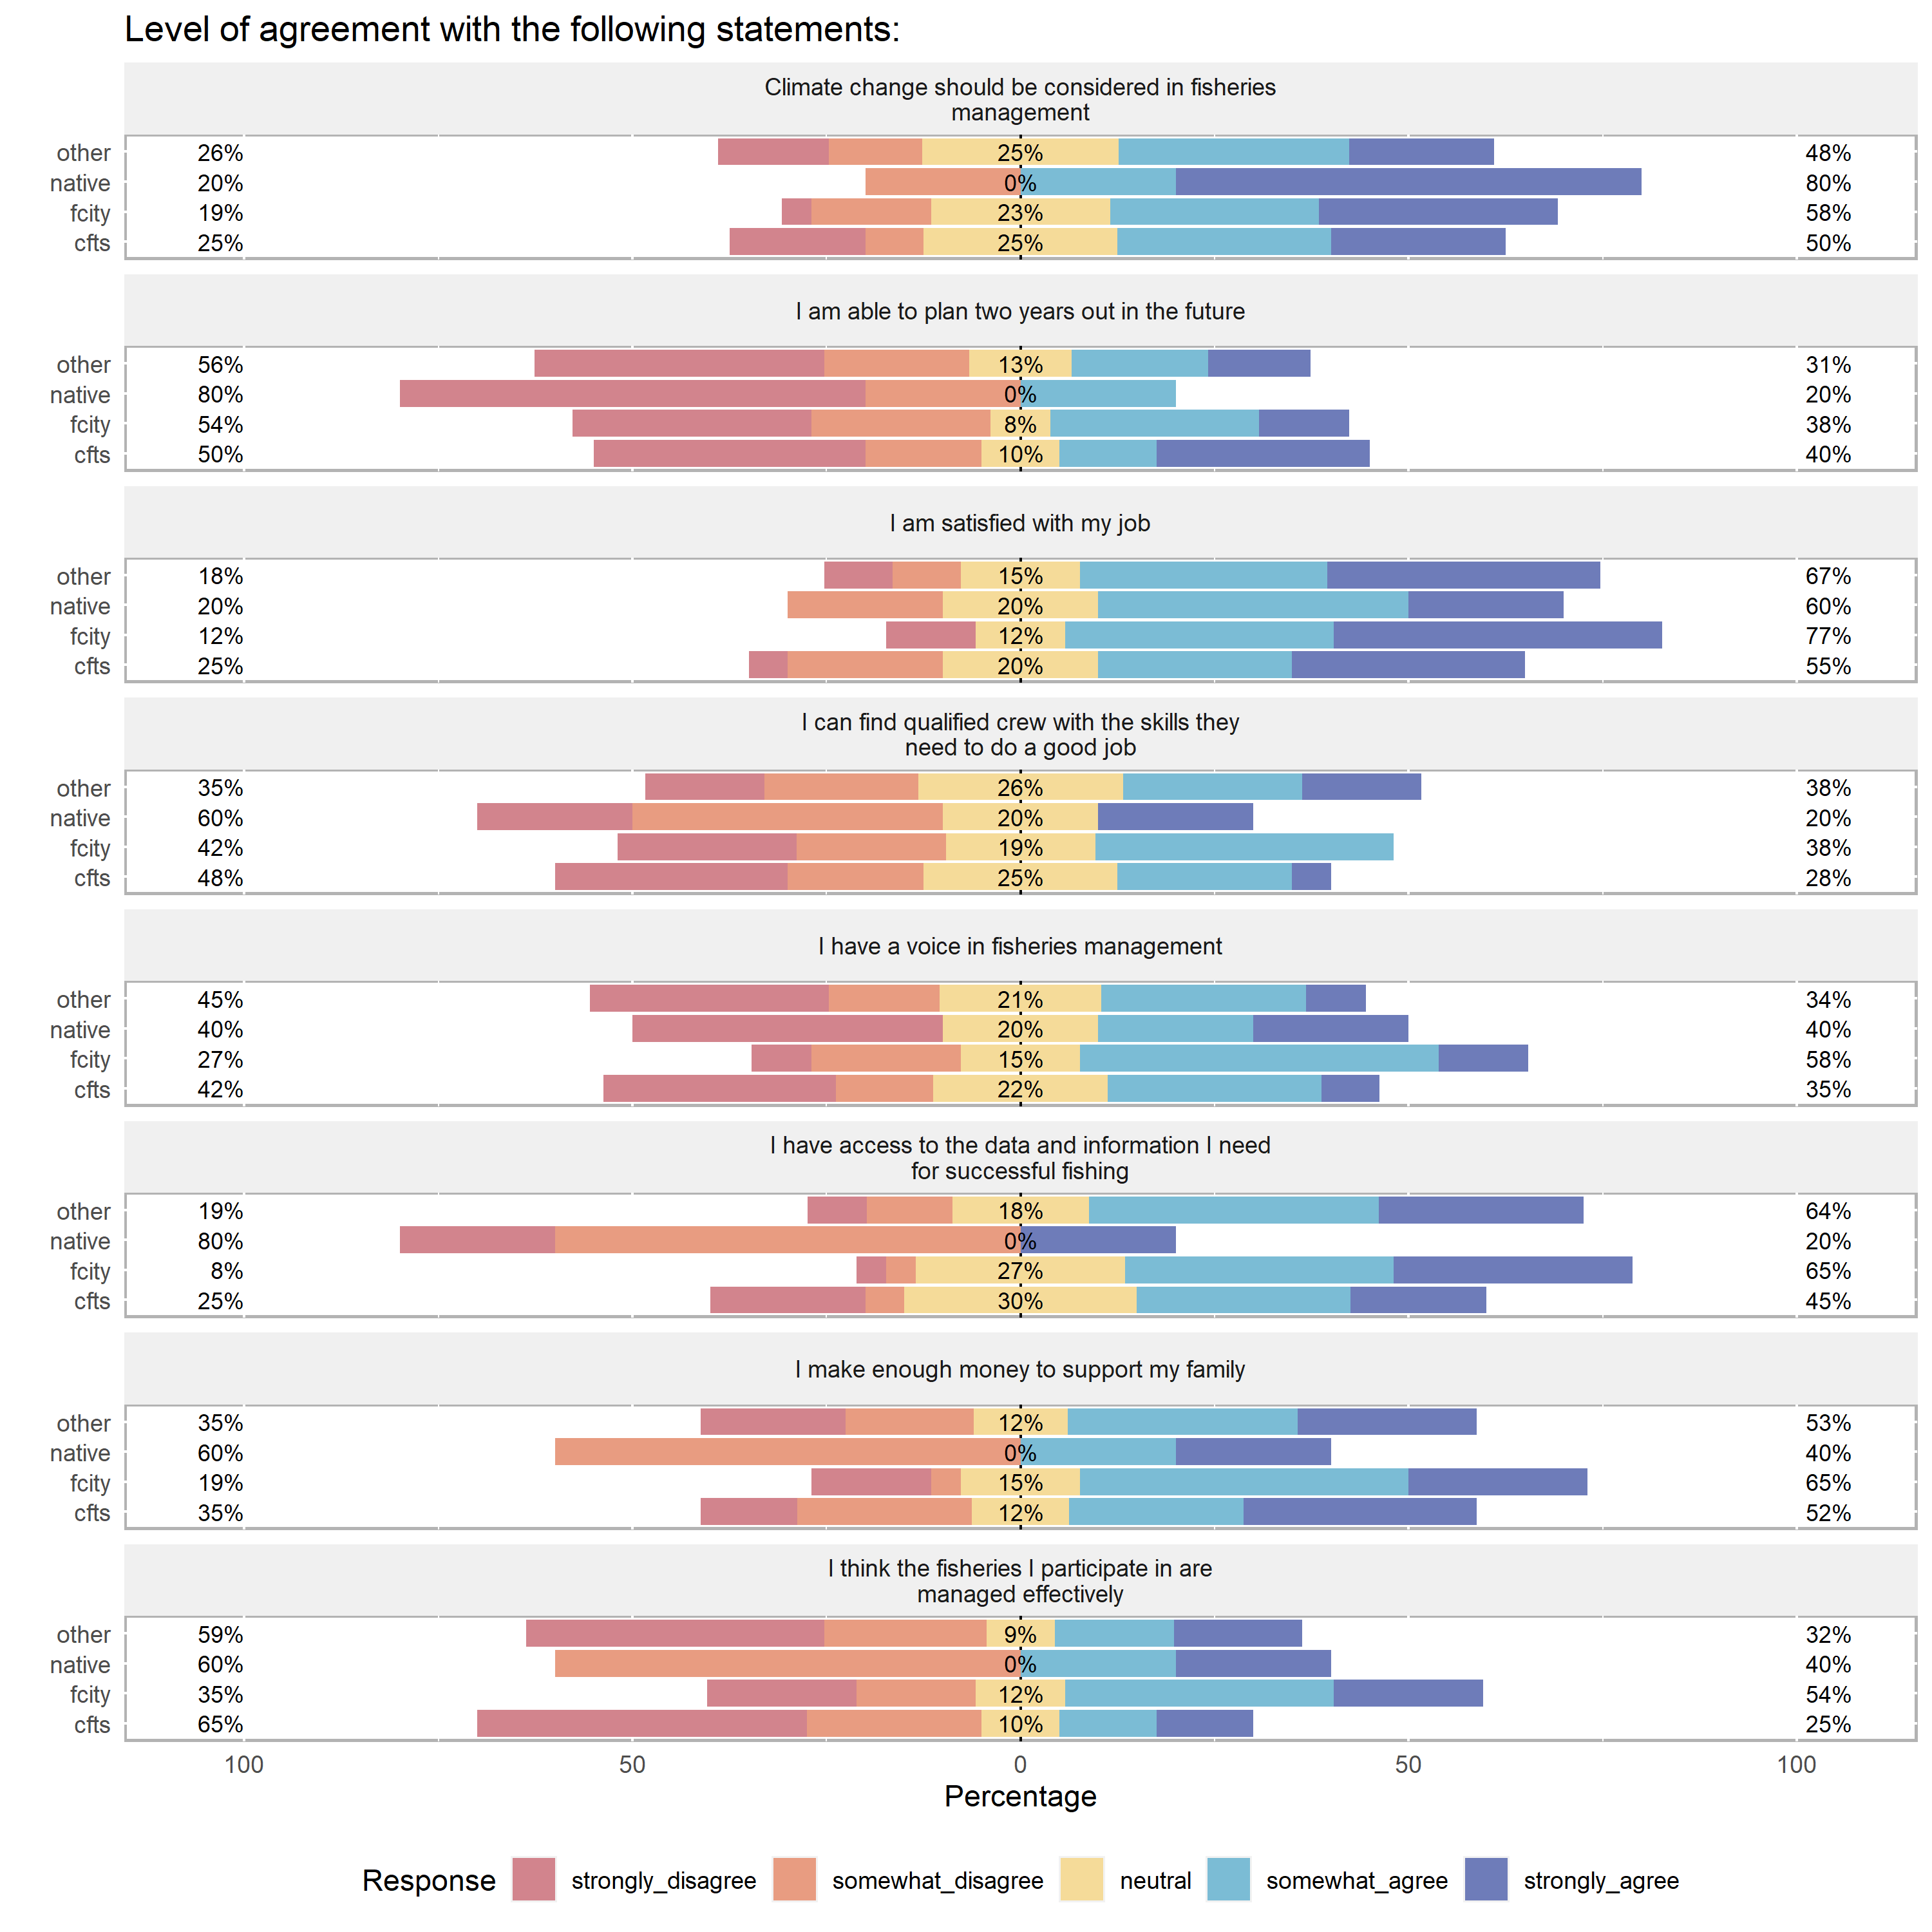 Level of agreement with the following statements:
Climate change should be considered in fisheries
management
other 26% 25% 48%
native 20% 0% 80%
fcity 19% 23% 58%
cfts 25% 25% 50%
I am able to plan two years out in the future
other 56% 13% 31%
native 80% 0% 20%
fcity 54% 8% 38%
cfts 50% 10% 40%
I am satisfied with my job
other 18% 15% 67%
native 20% 20% 60%
fcity 12% 12% 77%
cfts 25% 20% 55%
I can find qualified crew with the skills they
need to do a good job
other 35% 26% 38%
native 60% 20% 20%
fcity 42% 19% 38%
cfts 48% 25% 28%
I have a voice in fisheries management
other 45% 21% 34%
native 40% 20% 40%
fcity 27% 15% 58%
cfts 42% 22% 35%
I have access to the data and information I need
for successful fishing
other 19% 18% 64%
native 80% 0% 20%
fcity 8% 27% 65%
cfts 25% 30% 45%
I make enough money to support my family
other 35% 12% 53%
native 60% 0% 40%
fcity 19% 15% 65%
cfts 35% 12% 52%
I think the fisheries I participate in are
managed effectively
other 59% 9% 32%
native 60% 0% 40%
fcity 35% 12% 54%
cfts 65% 10% 25%
100 50 0 50 100
Percentage
Response strongly_disagree somewhat_disagree neutral somewhat_agree strongly_agree